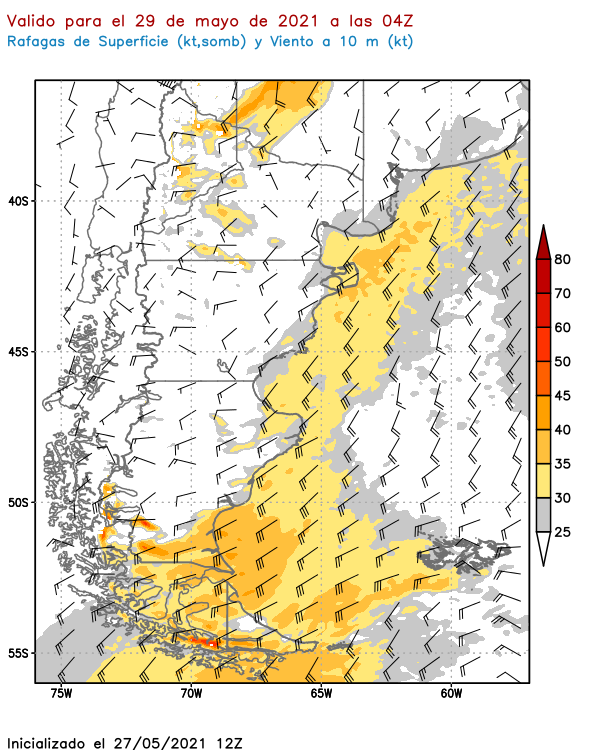 Valido para el 29 de mayo de 2021 a las 04Z
Rafagas de Superficie (kt,somb) y Viento a 10 m (kt)
40S
45S
50S
55S
75W 70W 65W 60W
80
70
60
50
45
40
35
30
25
Inicializado el 27/05/2021 12Z